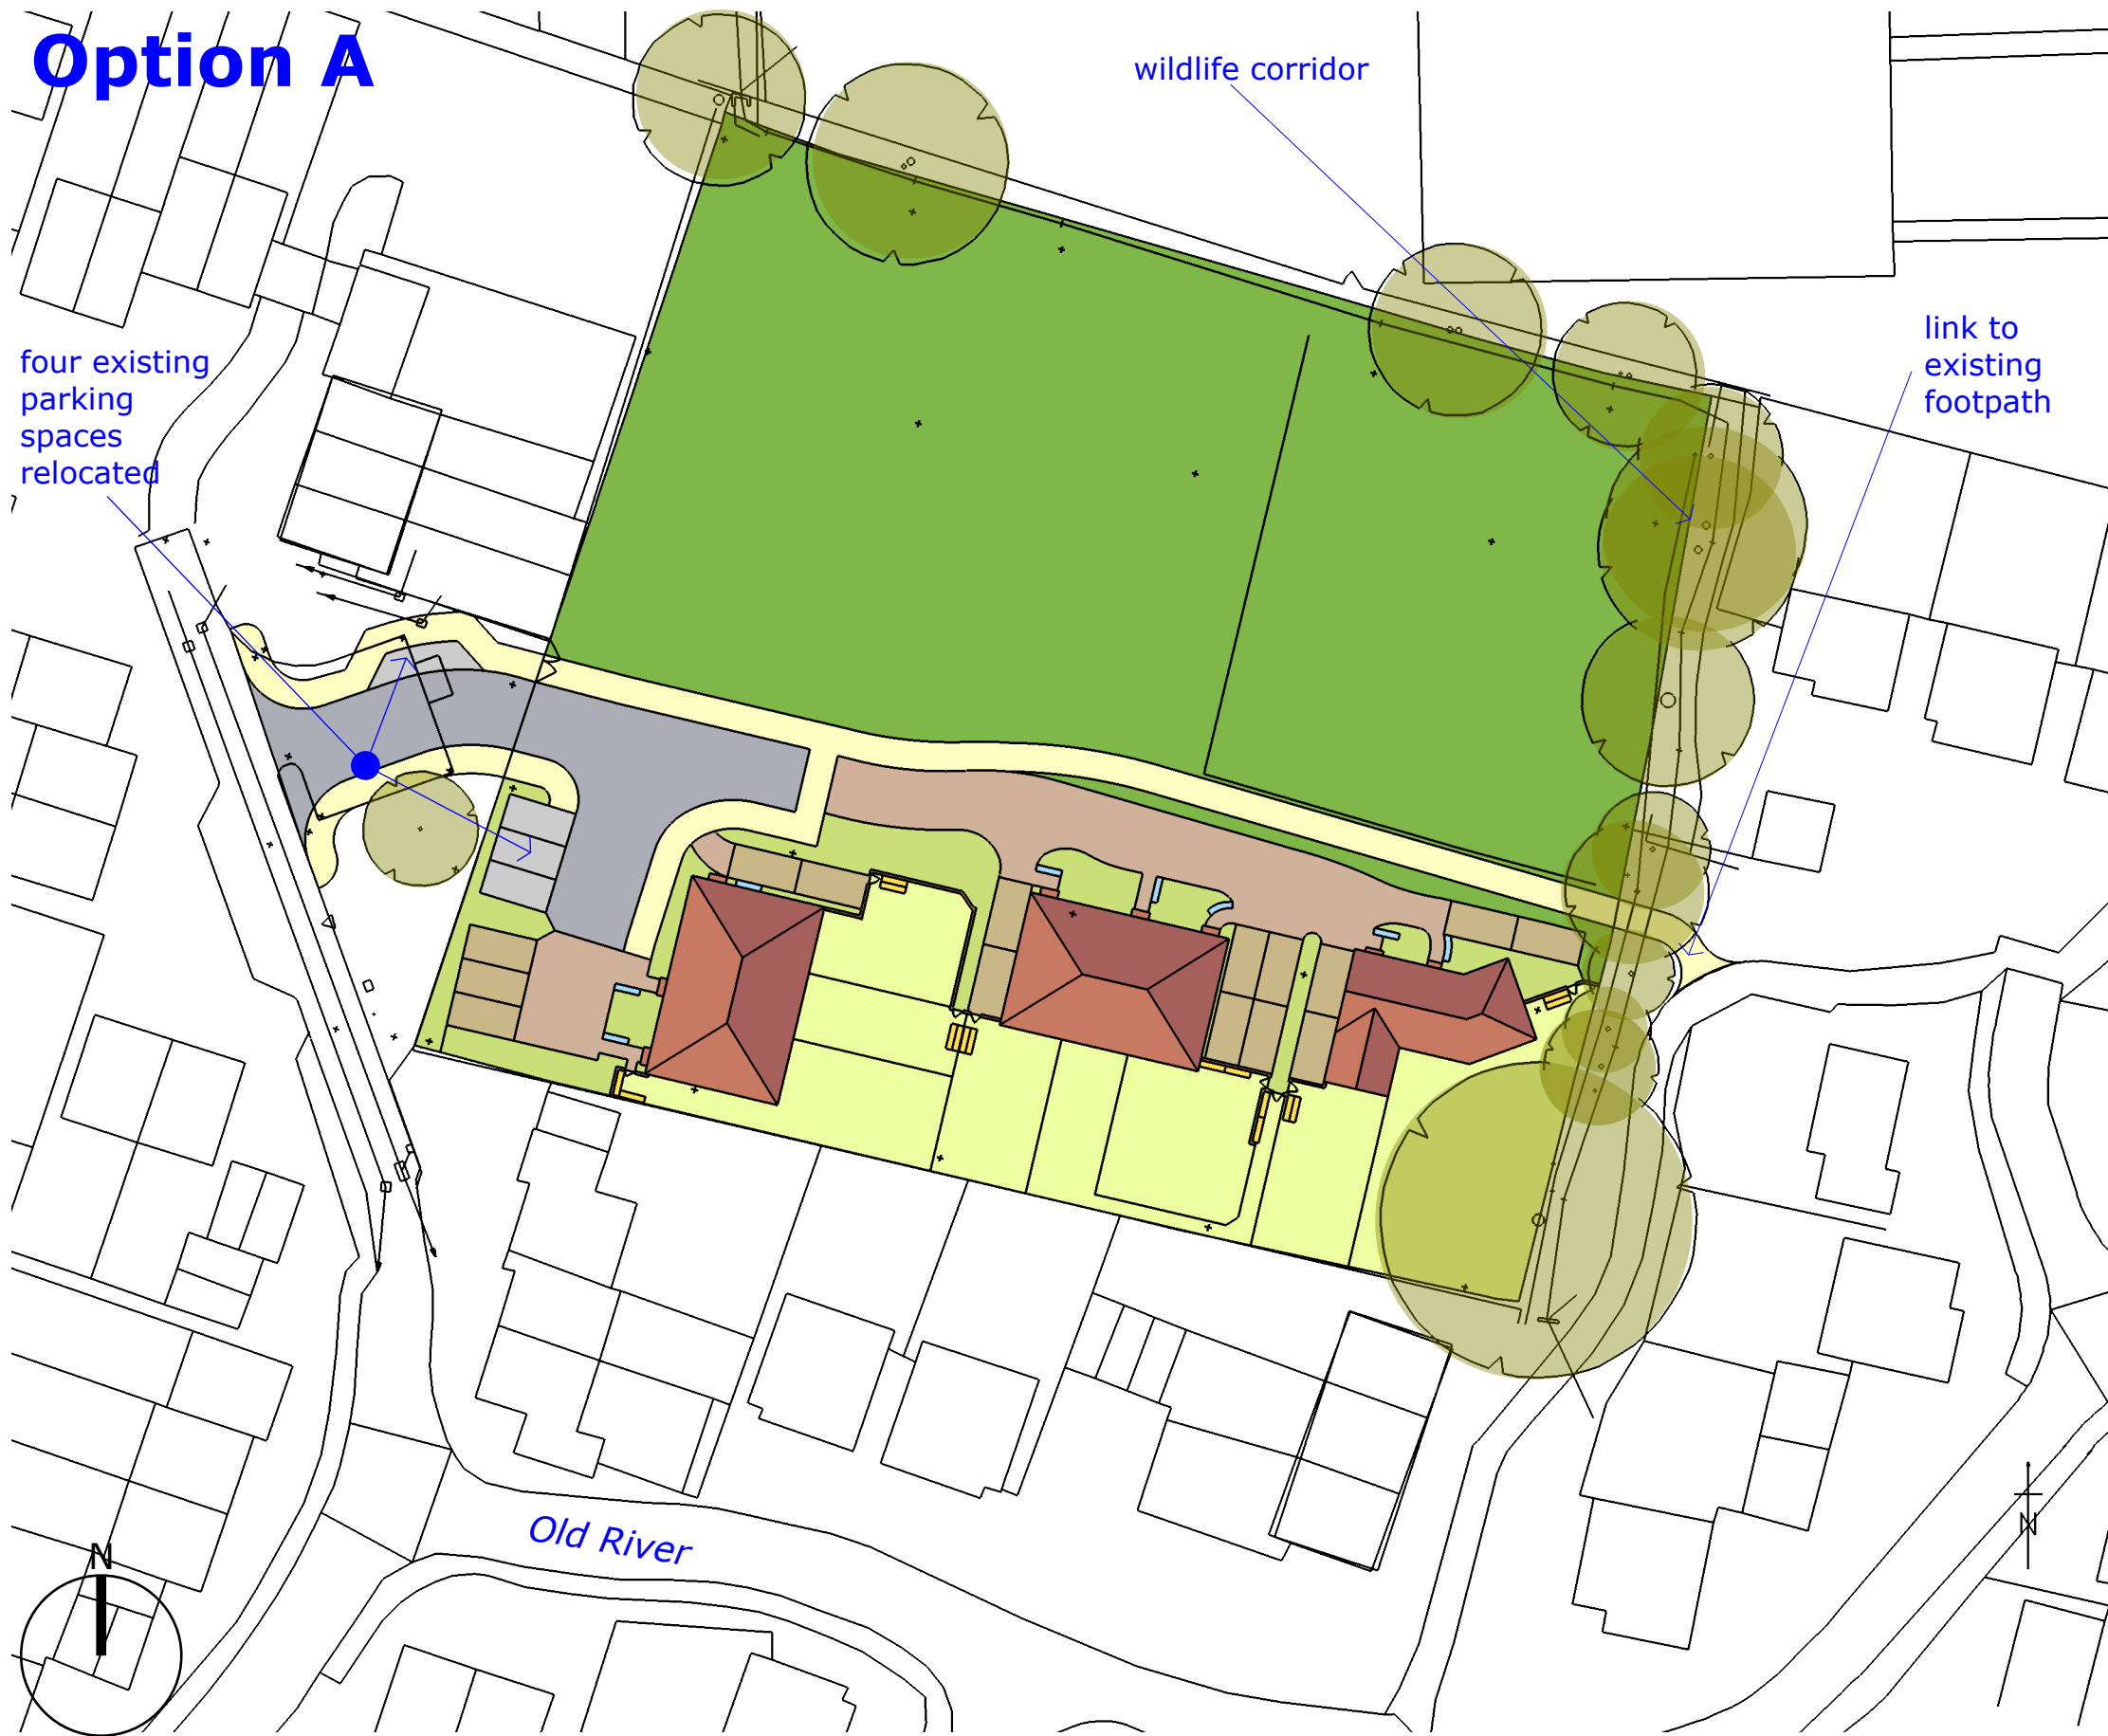 Option A
wildlife corridor
link to
existing
footpath
four existing
parking
spaces
relocated
Old River
N
N